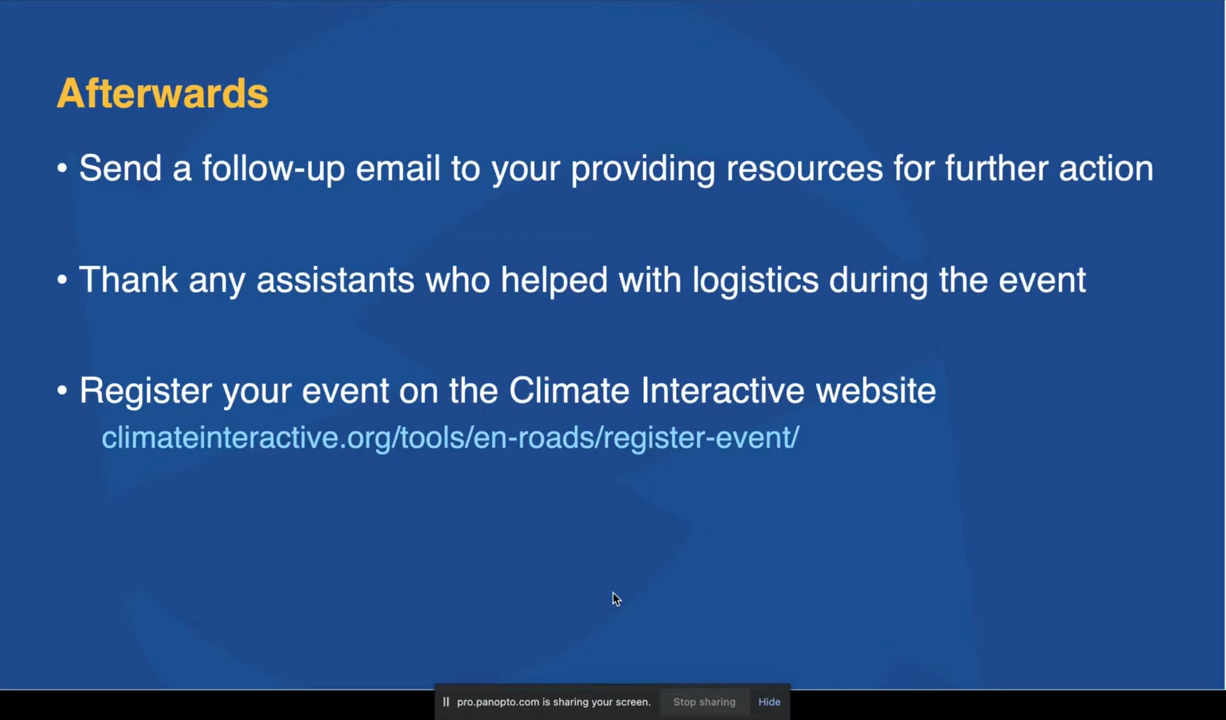 Afterwards
• Send a follow-up email to your providing resources for further action
• Thank any assistants who helped with logistics during the event
• Register your event on the Climate Interactive website
climateinteractive.org/tools/en-roads/register-event/
pro.panopto.com is sharing your screen. Stop sharing Hide